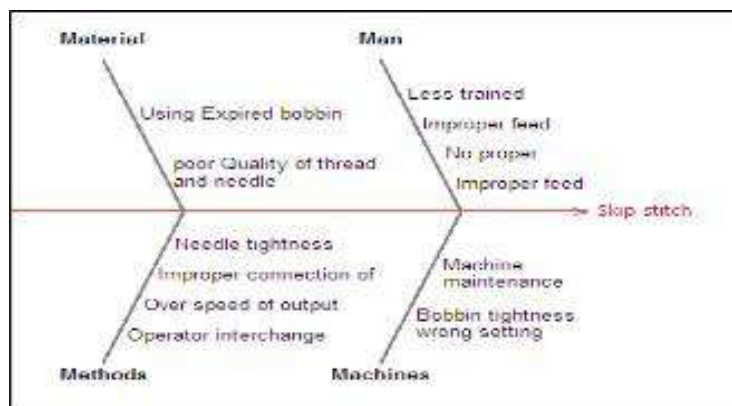 Material
Using Expired bobbin
poor Quality of thread
and needle
Man
Less trained
Improper feed
No proper
Improper feed
Skip stitch
Needle tightness
Improper connection of
Over speed of output
Operator interchange
Methods
Machine
maintenance
Bobbin tightness
wrong setting
Machines